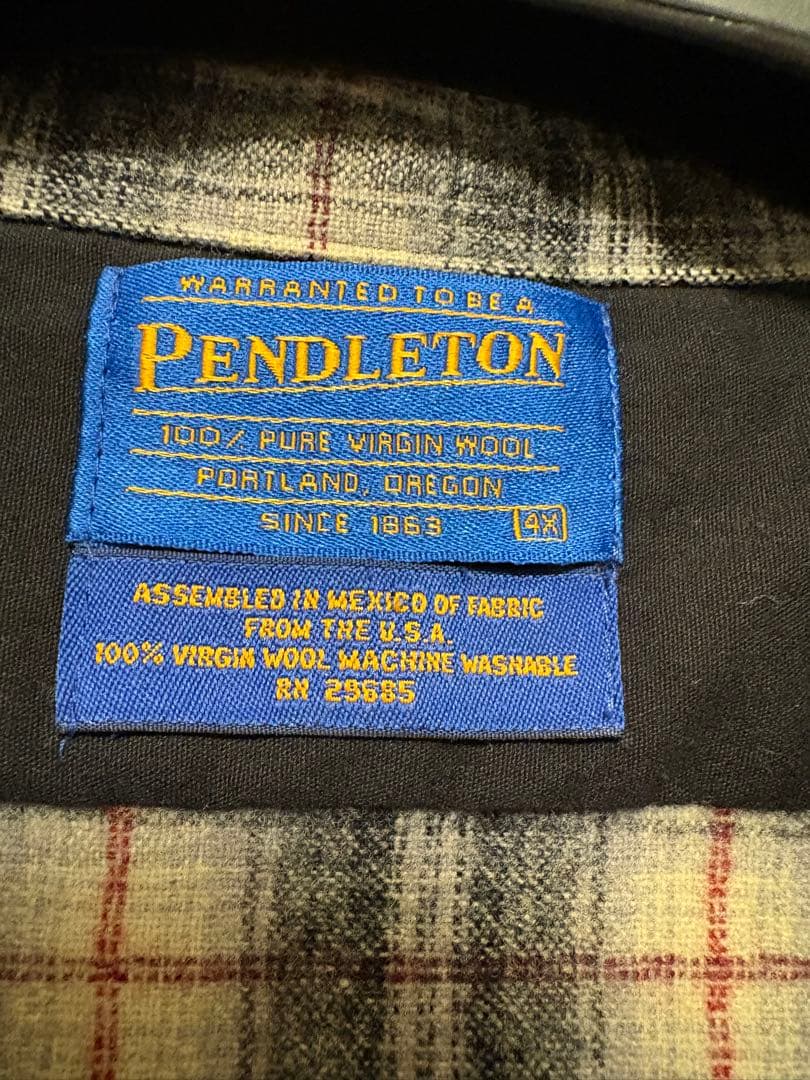 WARRANTED TO BE A
PENDLETON
100% PURE VIRGIN WOOL
PORTLAND, OREGON
SINCE 1863 4X
ASSEMBLED IN MEXICO OF FABRIC
FROM THE U.S.A.
100% VIRGIN WOOL MACHINE WASHABLE
RN 29685